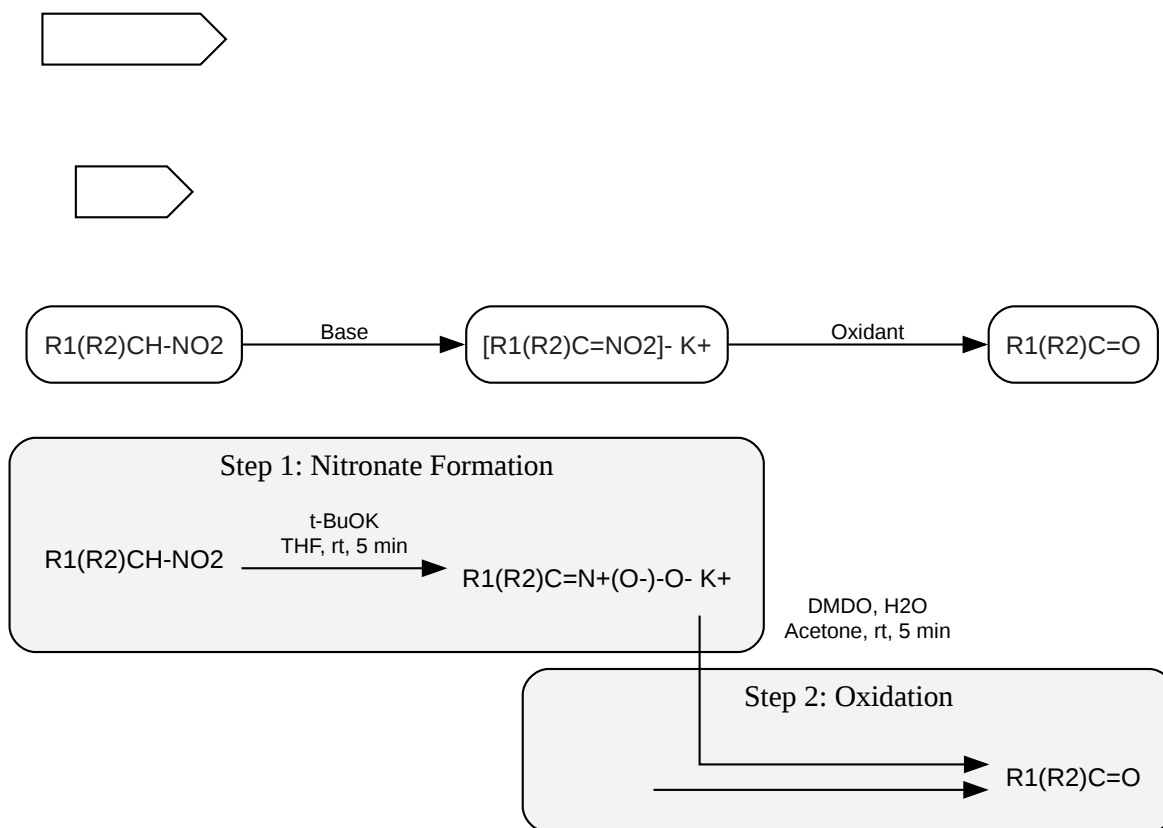 R1(R2)CH-NO2
Base
[R1(R2)C=NO2]- K+
Oxidant
R1(R2)C=O
Step 1: Nitronate Formation
t-BuOK
THF, rt, 5 min
R1(R2)CH-NO2
R1(R2)C=N+(O-)-O- K+
DMDO, H2O
Acetone, rt, 5 min
Step 2: Oxidation
R1(R2)C=O